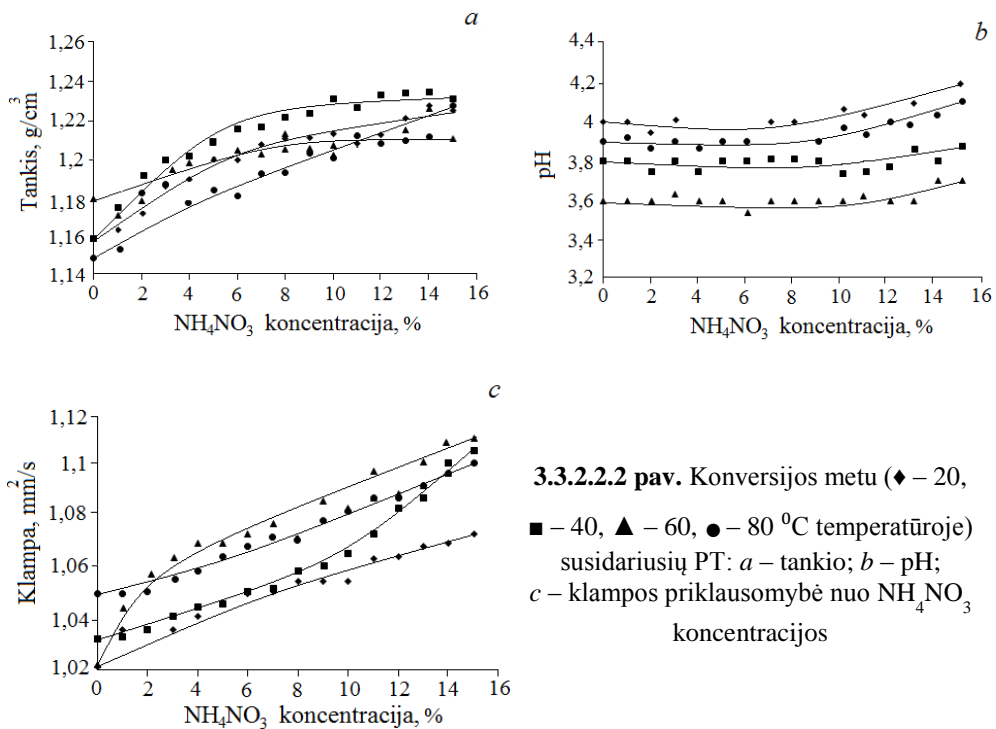 a
1,26
1,24
1,22
1,2
1,18
1,16
1,14
Tankis, g/cm³
0 2 4 6 8 10 12 14 16
NH₄NO₃ koncentracija, %
b
4,4
4,2
4
3,8
3,6
3,4
3,2
pH
0 2 4 6 8 10 12 14 16
NH₄NO₃ koncentracija, %
c
1,12
1,1
1,08
1,06
1,04
1,02
Klampa, mm²/s
0 2 4 6 8 10 12 14 16
NH₄NO₃ koncentracija, %
3.3.2.2.2 pav. Konversijos metu (♦ – 20,
■ – 40, ▲ – 60, ● – 80 ⁰C temperatūroje)
susidariusių PT: a – tankio; b – pH;
c – klampos priklausomybė nuo NH₄NO₃
koncentracijos